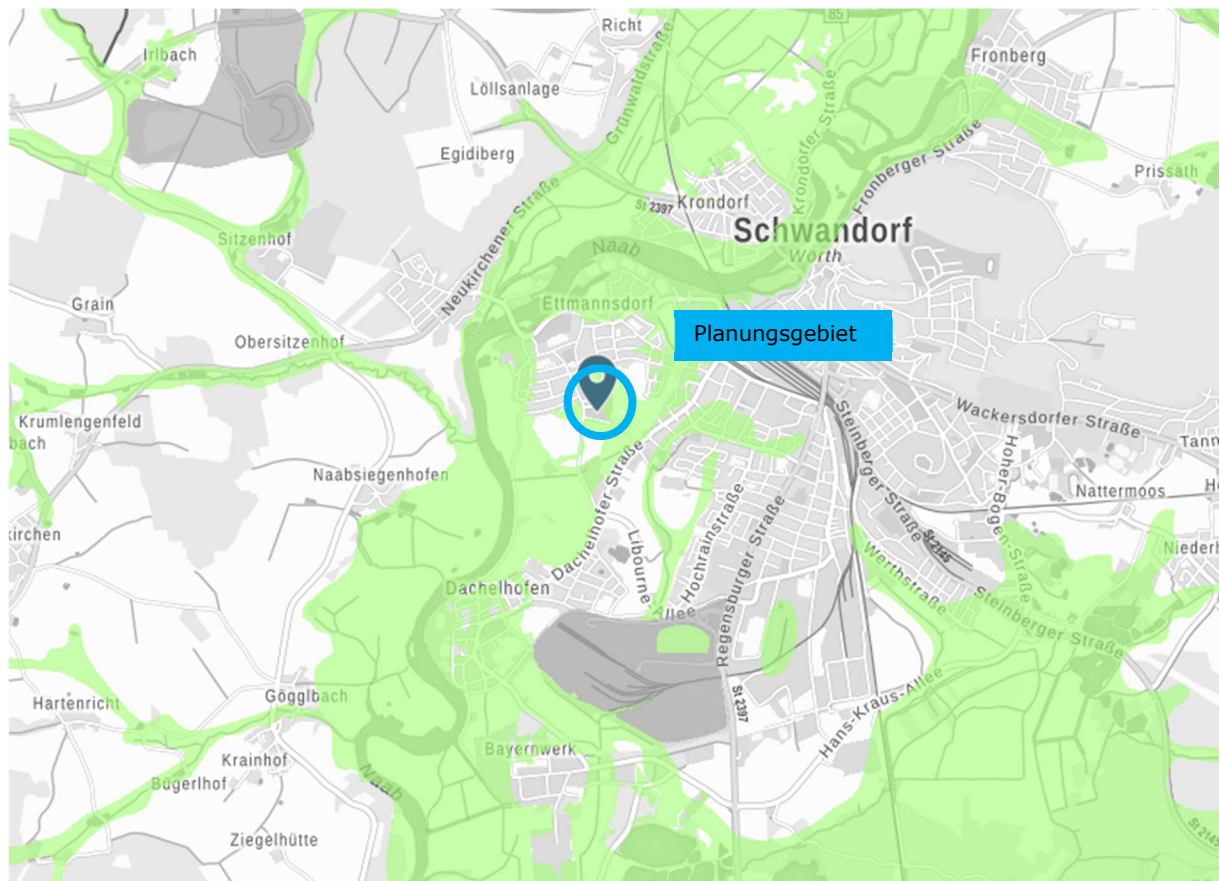 85
Richt
Irlbach
Fronberg
Löllsanlage
Grünwaldstraße
Krondorfer Straße
Egidiberg
Fronberger Straße
Prissath
St 2397
Krondorf
Schwandorf
Wörth
Sitzenhof
Neukirchener Straße
Naab
Grain
Ettmannsdorf
Obersitzenhof
Planungsgebiet
Krumlengenfeld
bach
Steinberger Straße
Wackersdorfer Straße
Tann
Naabsiegenhofen
Dachelhofer Straße
Hoher-Bogen-Straße
Nattermoos
kirchen
Hochrainstraße
Regensburger Straße
Libourne-Allee
St 2145
Niederh
Werthstraße
Dachelhofen
Steinberger Straße
Hartenricht
Gögglbach
St 2397
Hans-Kraus-Allee
Bayernwerk
Krainhof
Bügerlhof
Naab
Ziegelhütte
St 2145